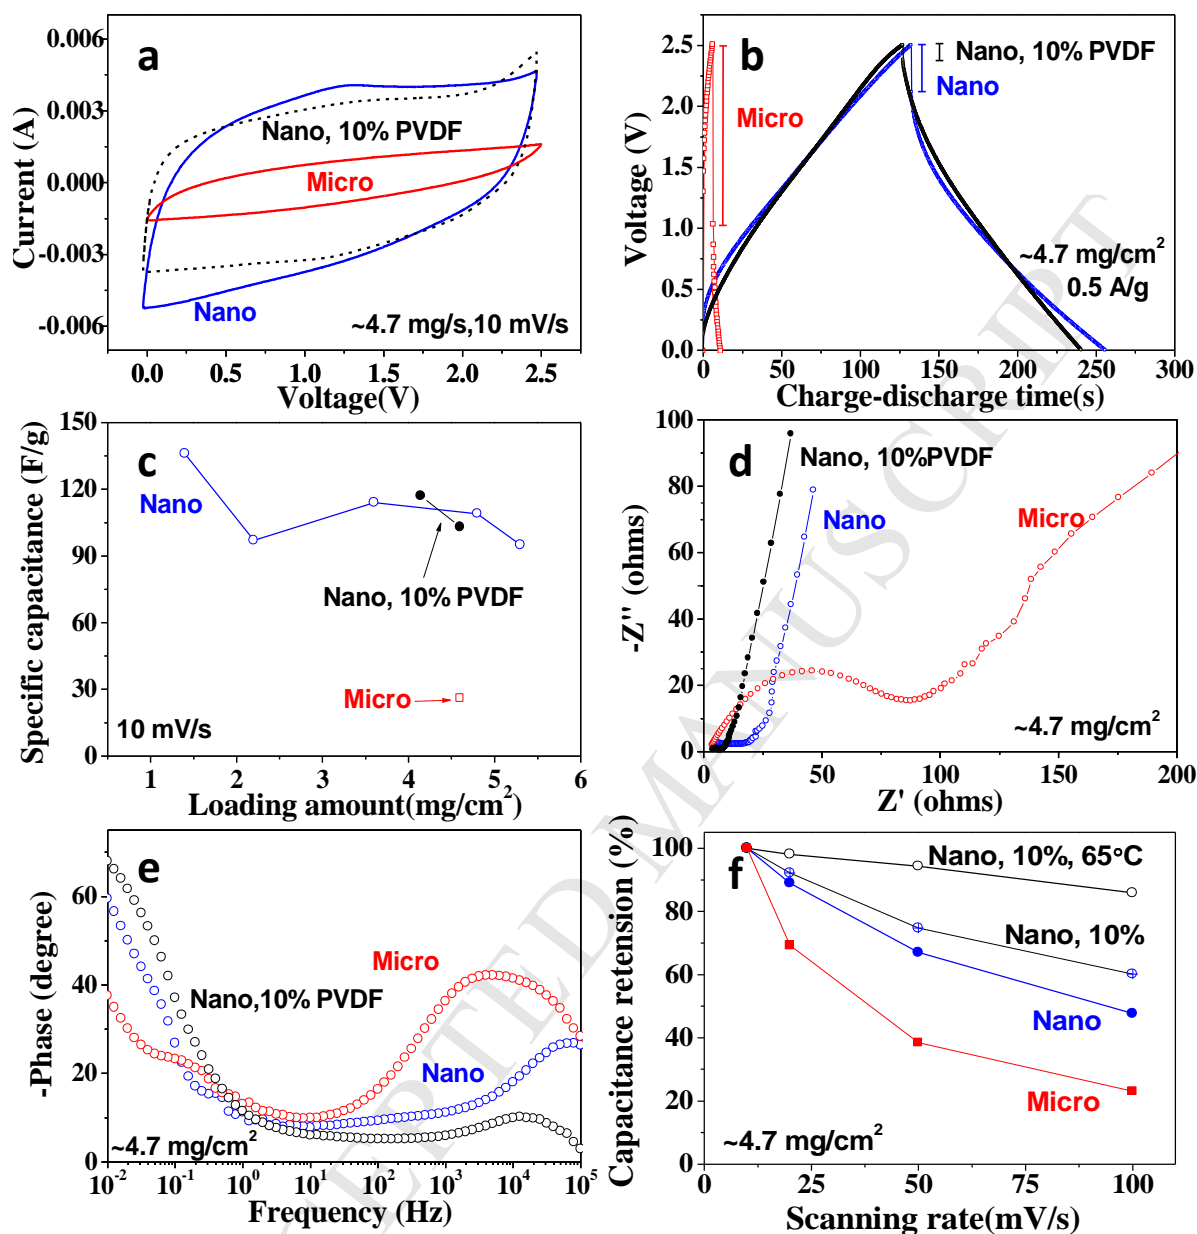 a
0.006
0.003
0.000
-0.003
-0.006
Current (A)
Nano, 10% PVDF
Micro
Nano
~4.7 mg/s,10 mV/s
0.0 0.5 1.0 1.5 2.0 2.5
Voltage(V)
b
2.5
2.0
1.5
1.0
0.5
0.0
Voltage (V)
Nano, 10% PVDF
Nano
Micro
~4.7 mg/cm²
0.5 A/g
0 50 100 150 200 250 300
Charge-discharge time(s)
c
150
120
90
60
30
0
Specific capacitance (F/g)
Nano
Nano, 10% PVDF
Micro
10 mV/s
1 2 3 4 5 6
Loading amount(mg/cm²)
d
100
80
60
40
20
0
-Z'' (ohms)
Nano, 10%PVDF
Nano
Micro
~4.7 mg/cm²
0 50 100 150 200
Z' (ohms)
e
60
40
20
0
-Phase (degree)
Micro
Nano,10% PVDF
Nano
~4.7 mg/cm²
10⁻² 10⁻¹ 10⁰ 10¹ 10² 10³ 10⁴ 10⁵
Frequency (Hz)
f
100
80
60
40
20
0
Capacitance retension (%)
Nano, 10%, 65°C
Nano, 10%
Nano
Micro
~4.7 mg/cm²
0 25 50 75 100
Scanning rate(mV/s)
EPTED MANUSCRIPT